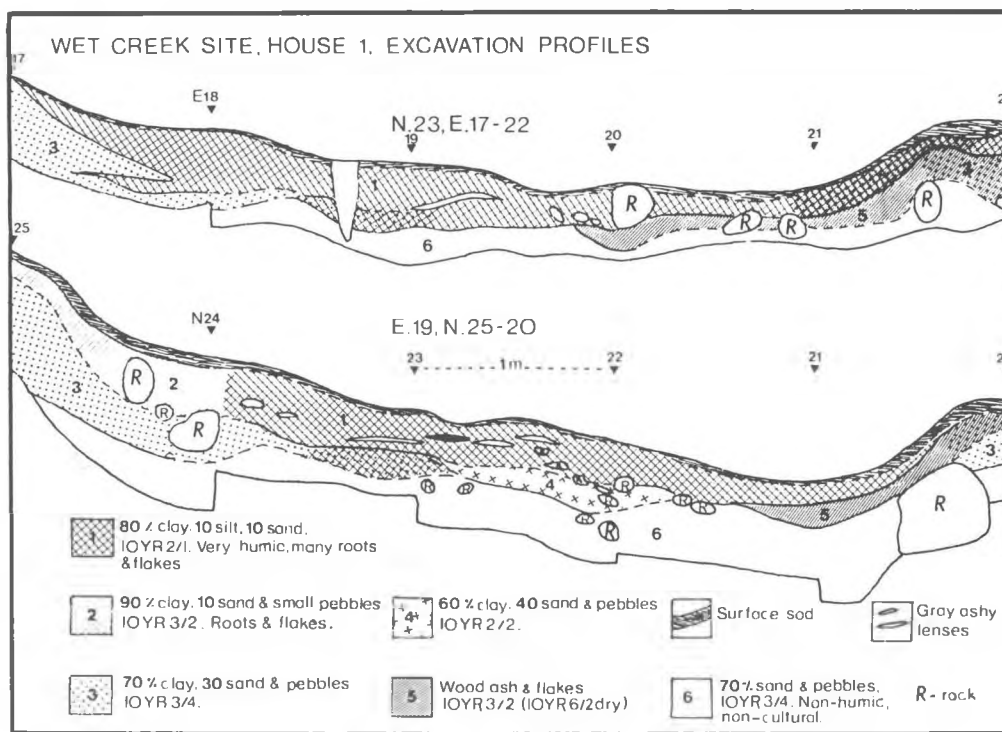 WET CREEK SITE, HOUSE 1, EXCAVATION PROFILES
17
E18
N.23, E.17-22
19
20
21
3
1
R
R
R
R
5
6
25
N24
E.19, N.25-20
23
1m
22
21
2
R
R
R
3
1
4
R
R
R
R
R
R
R
R
R
6
5
R
3
1
80 % clay. 10 silt, 10 sand.
10YR 2/1. Very humic, many roots
& flakes
2
90 % clay. 10 sand & small pebbles
10YR 3/2. Roots & flakes.
4
60 % clay. 40 sand & pebbles
10YR 2/2.
Surface sod
Gray ashy
lenses
3
70 % clay. 30 sand & pebbles
10YR 3/4.
5
Wood ash & flakes
10YR 3/2 (10YR 6/2 dry)
6
70% sand & pebbles,
10YR 3/4. Non-humic,
non-cultural.
R - rock